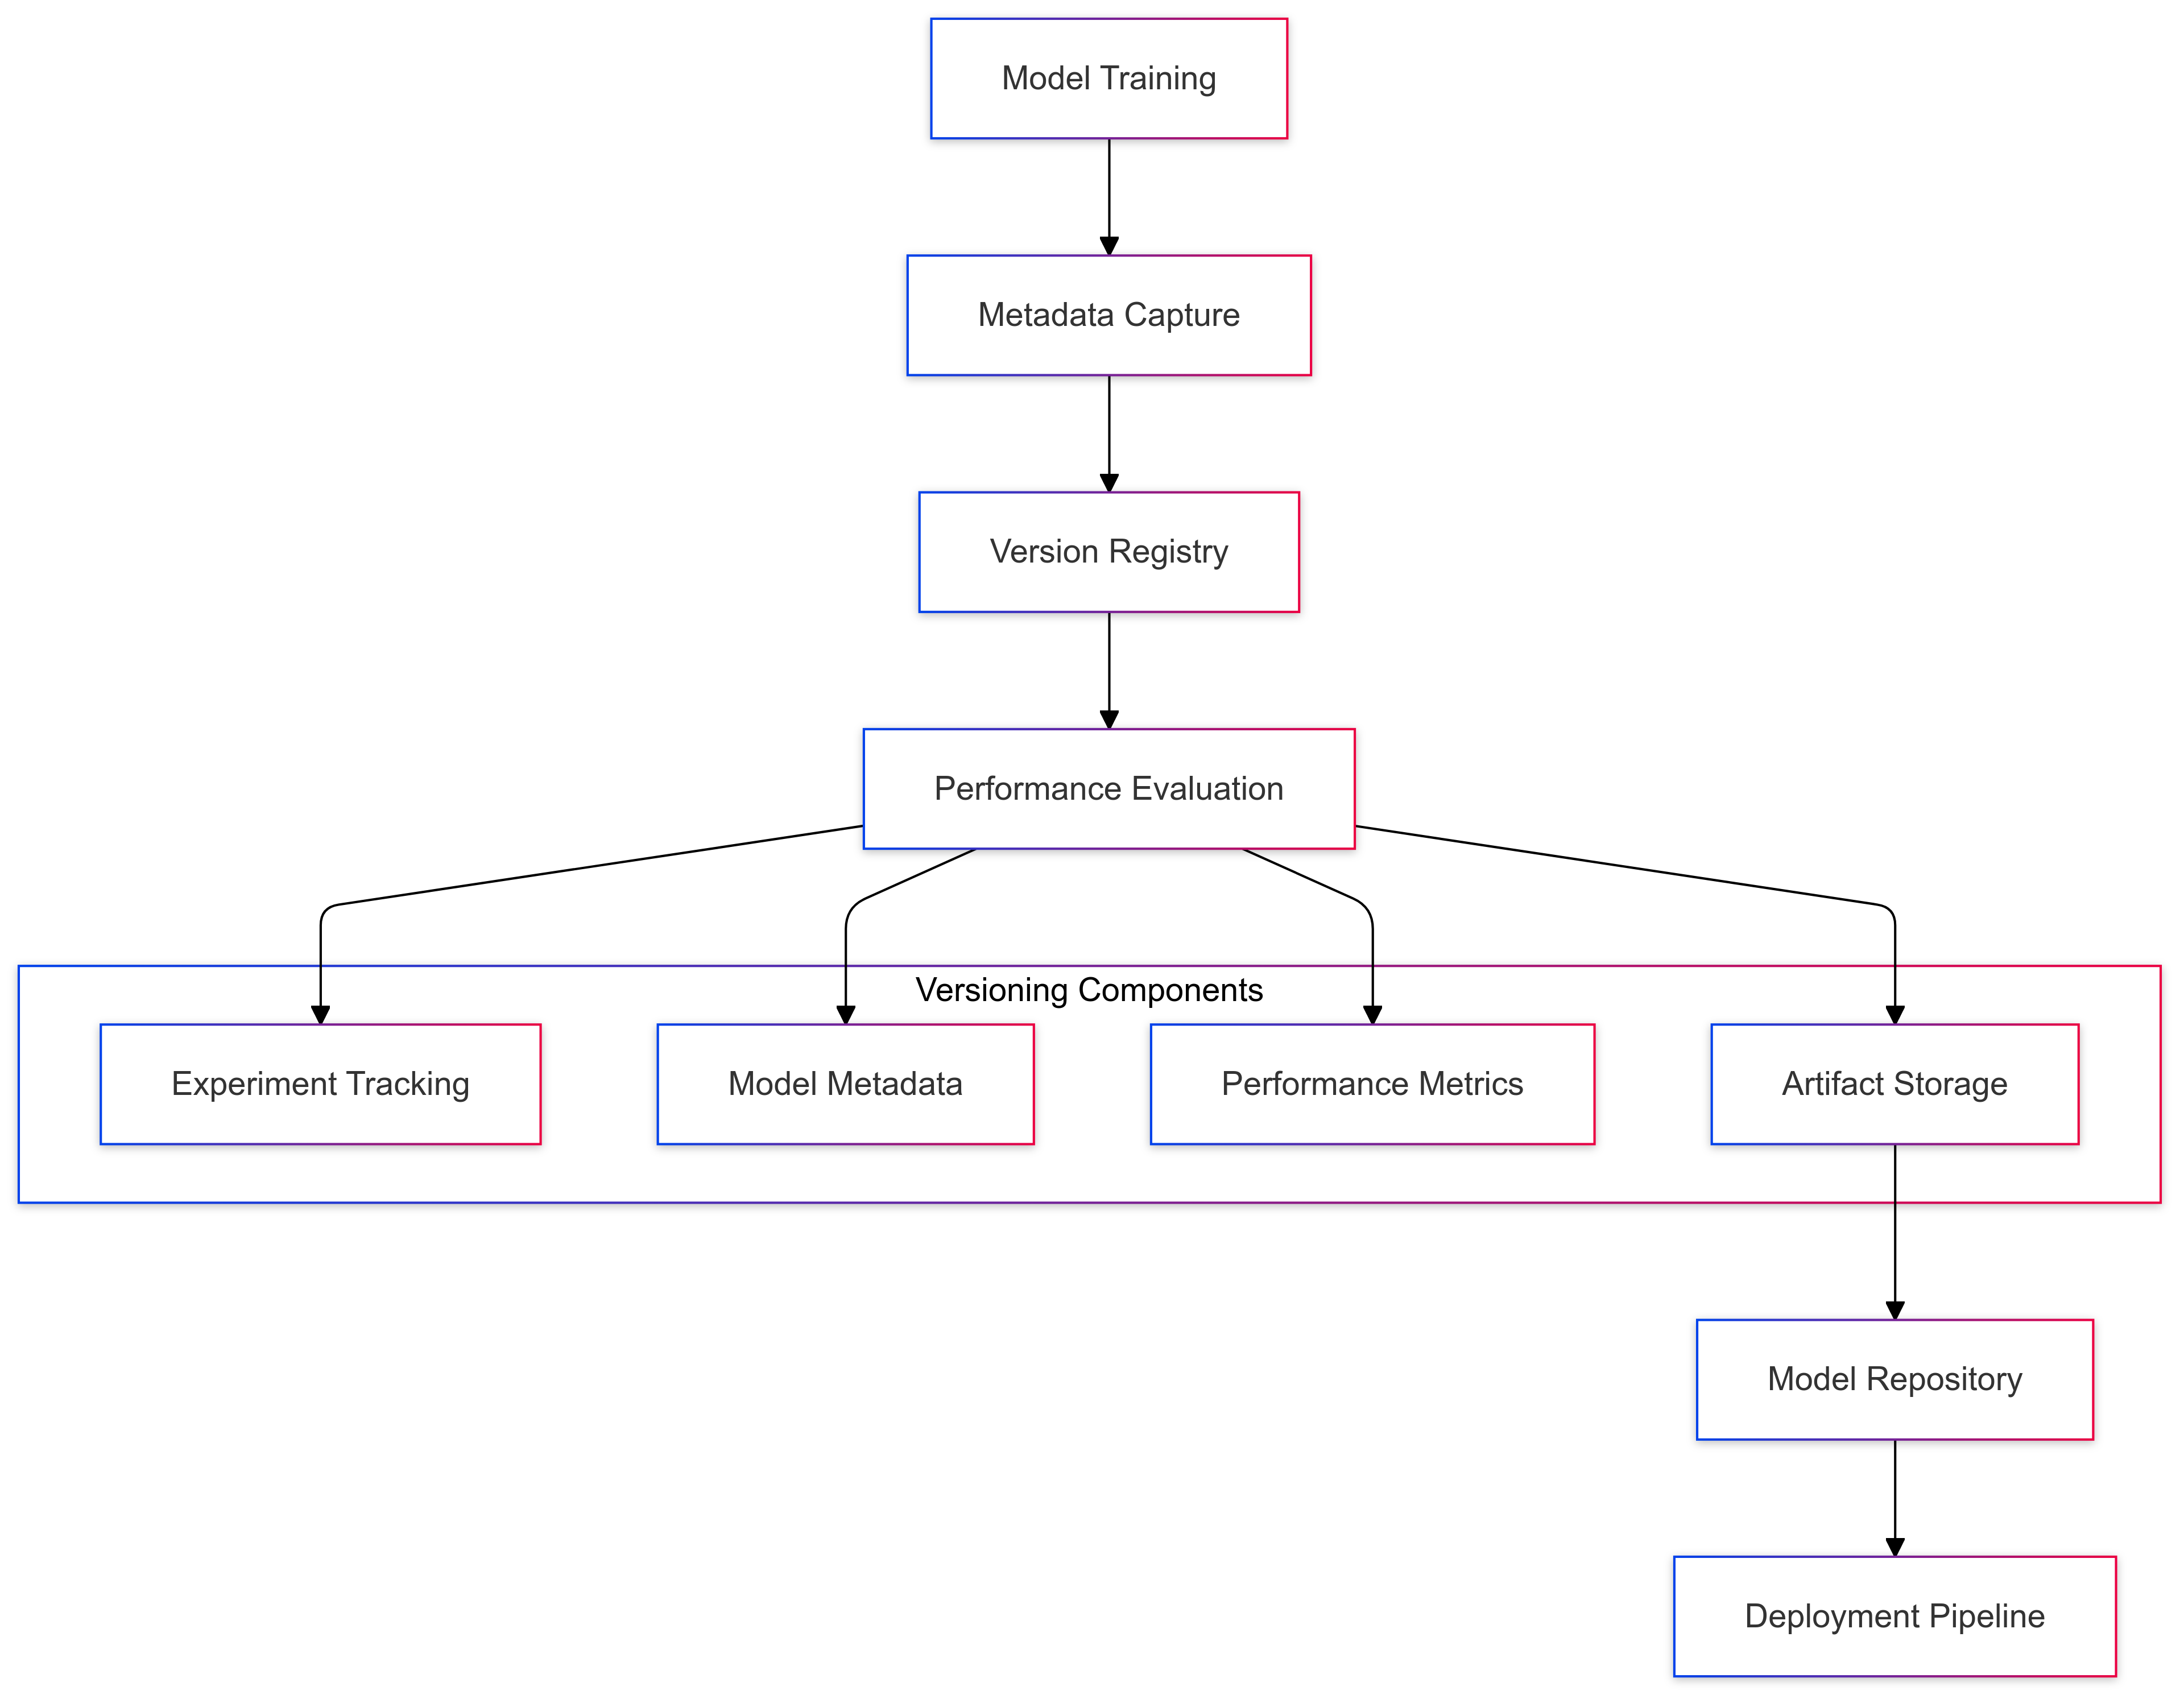 Model Training
Metadata Capture
Version Registry
Performance Evaluation
Versioning Components
Experiment Tracking
Model Metadata
Performance Metrics
Artifact Storage
Model Repository
Deployment Pipeline